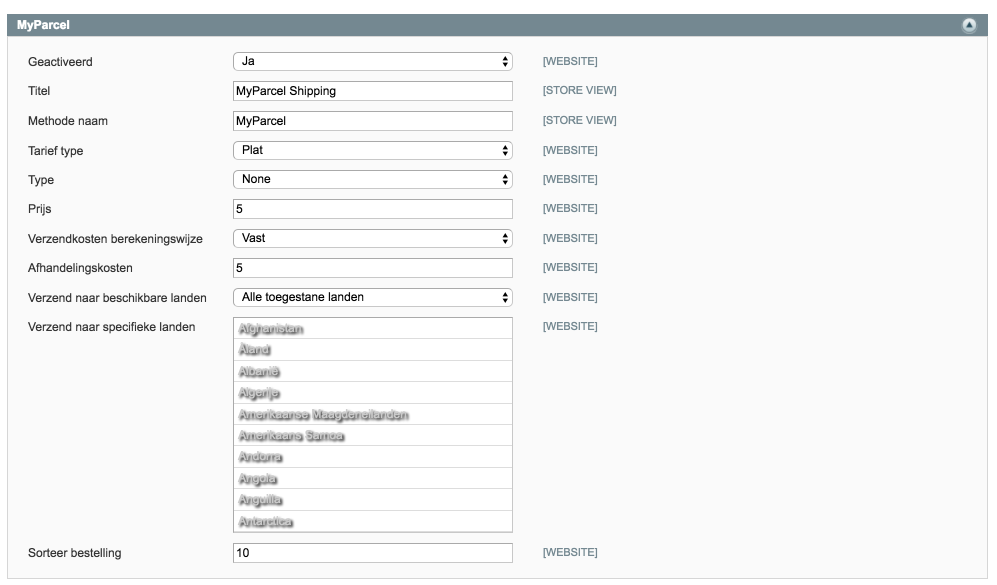 MyParcel
Geactiveerd Ja [WEBSITE]
Titel MyParcel Shipping [STORE VIEW]
Methode naam MyParcel [STORE VIEW]
Tarief type Plat [WEBSITE]
Type None [WEBSITE]
Prijs 5 [WEBSITE]
Verzendkosten berekeningswijze Vast [WEBSITE]
Afhandelingskosten 5 [WEBSITE]
Verzend naar beschikbare landen Alle toegestane landen [WEBSITE]
Verzend naar specifieke landen Afghanistan [WEBSITE]
Åland
Albanië
Algerije
Amerikaanse Maagdeneilanden
Amerikaans Samoa
Andorra
Angola
Anguilla
Antarctica
Sorteer bestelling 10 [WEBSITE]